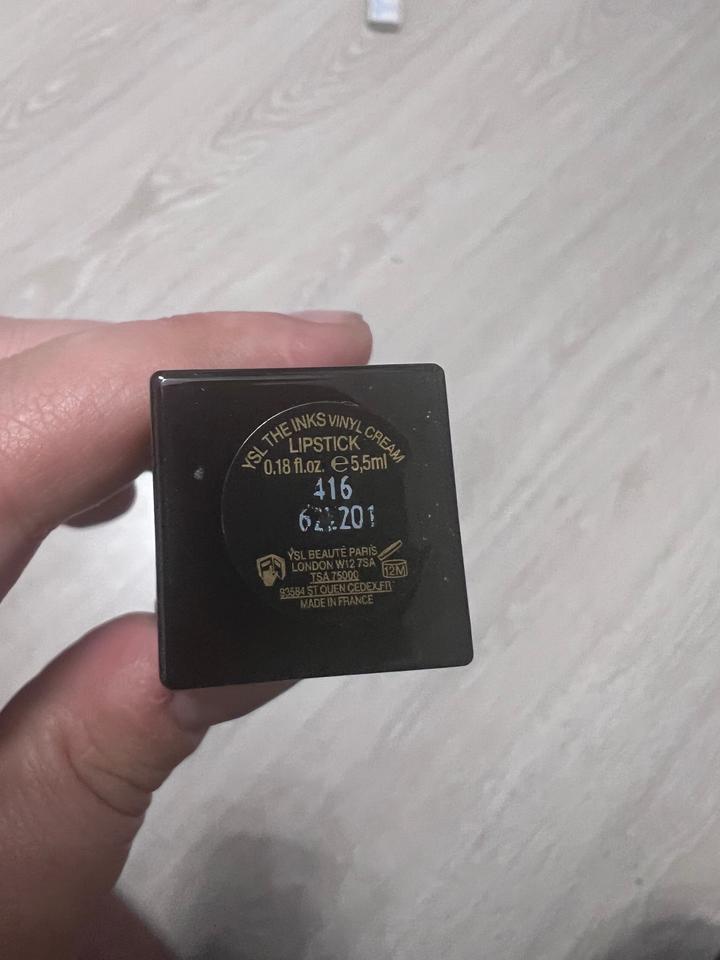 YSL THE INKS VINYL CREAM
LIPSTICK
0.18 fl.oz. e 5,5ml
416
YSL BEAUTÉ PARIS
LONDON W12 7SA
TSA 75000
93584 ST OUEN CEDEX.FR
MADE IN FRANCE
12M